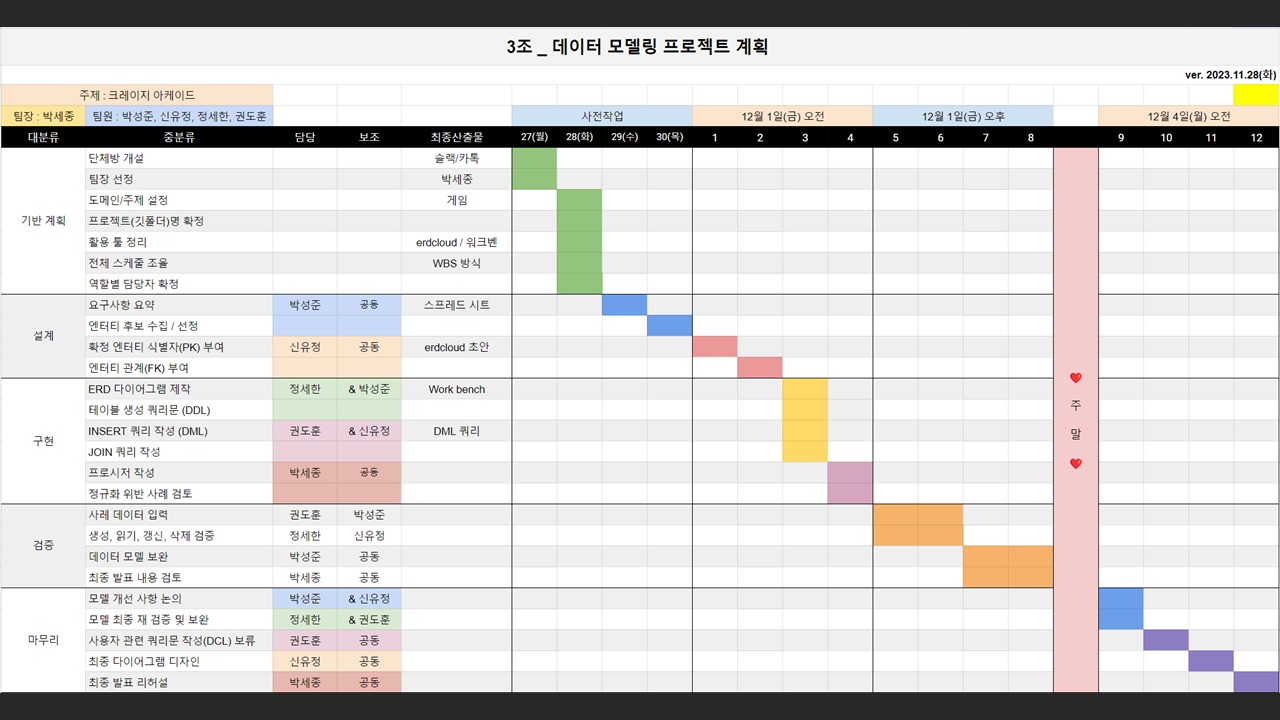 3조 _ 데이터 모델링 프로젝트 계획
ver. 2023.11.28(화)
주제 : 크레이지 아케이드
팀장 : 박세종 팀원 : 박성준, 신유정, 정세한, 권도훈 사전작업 12월 1일(금) 오전 12월 1일(금) 오후 12월 4일(월) 오전
대분류 중분류 담당 보조 최종산출물 27(월) 28(화) 29(수) 30(목) 1 2 3 4 5 6 7 8 9 10 11 12
기반 계획
단체방 개설 슬랙/카톡
팀장 선정 박세종
도메인/주제 설정 게임
프로젝트(깃폴더)명 확정
활용 툴 정리 erdcloud / 워크벤
전체 스케줄 조율 WBS 방식
역할별 담당자 확정
설계
요구사항 요약 박성준 공동 스프레드 시트
엔터티 후보 수집 / 선정
확정 엔터티 식별자(PK) 부여 신유정 공동 erdcloud 초안
엔터티 관계(FK) 부여
구현
ERD 다이어그램 제작 정세한 & 박성준 Work bench
테이블 생성 쿼리문 (DDL)
INSERT 쿼리 작성 (DML) 권도훈 & 신유정 DML 쿼리
JOIN 쿼리 작성
프로시저 작성 박세종 공동
정규화 위반 사례 검토
❤️
주
말
❤️
검증
사레 데이터 입력 권도훈 박성준
생성, 읽기, 갱신, 삭제 검증 정세한 신유정
데이터 모델 보완 박성준 공동
최종 발표 내용 검토 박세종 공동
마무리
모델 개선 사항 논의 박성준 & 신유정
모델 최종 재 검증 및 보완 정세한 & 권도훈
사용자 관련 쿼리문 작성(DCL) 보류 권도훈 공동
최종 다이어그램 디자인 신유정 공동
최종 발표 리허설 박세종 공동